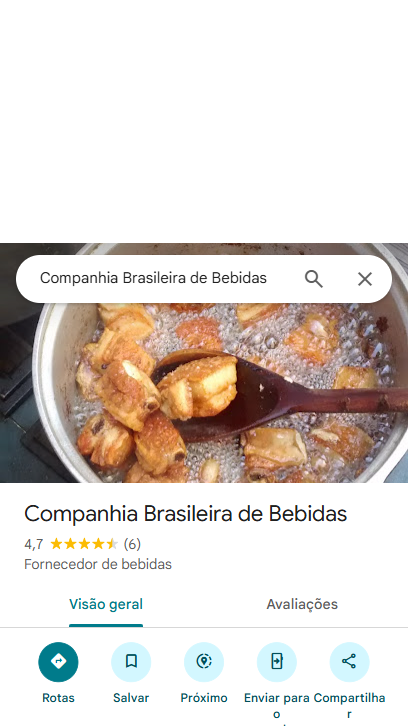 Companhia Brasileira de Bebidas
Companhia Brasileira de Bebidas
4,7 (6)
Fornecedor de bebidas
Visão geral Avaliações
Rotas Salvar Próximo Enviar para o Compartilhar